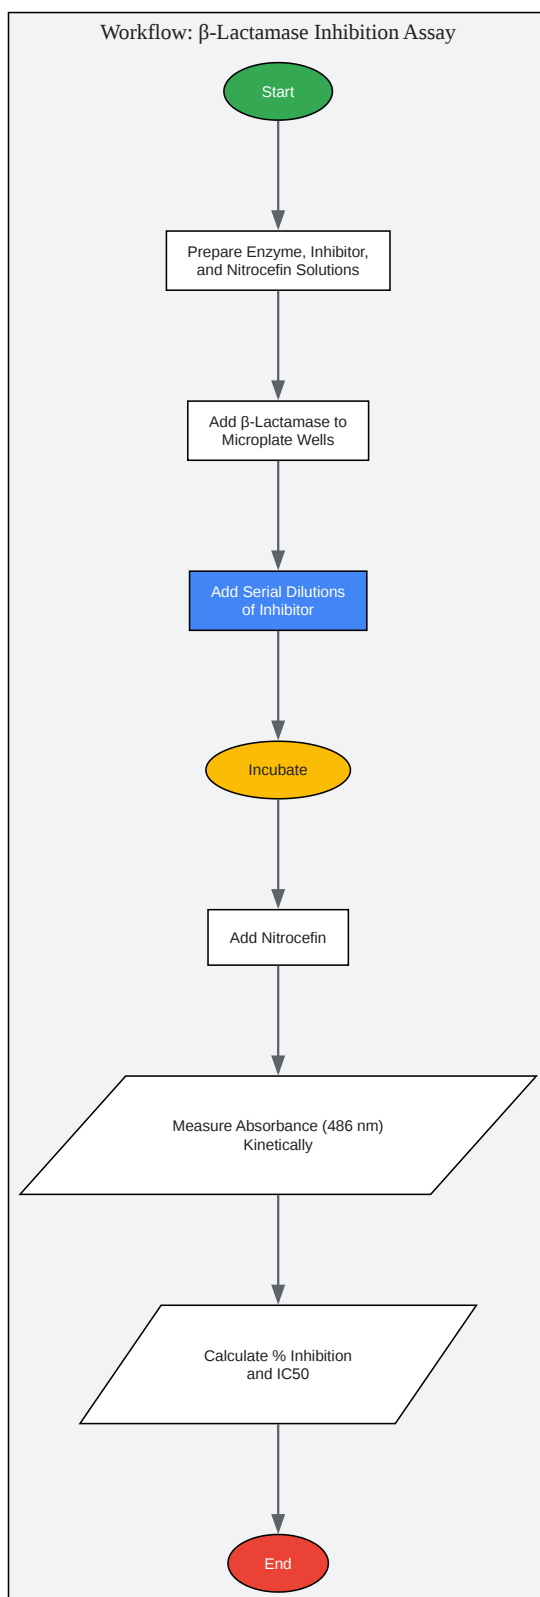 Workflow: β-Lactamase Inhibition Assay
Start
Prepare Enzyme, Inhibitor,
and Nitrocefin Solutions
Add β-Lactamase to
Microplate Wells
Add Serial Dilutions
of Inhibitor
Incubate
Add Nitrocefin
Measure Absorbance (486 nm)
Kinetically
Calculate % Inhibition
and IC50
End